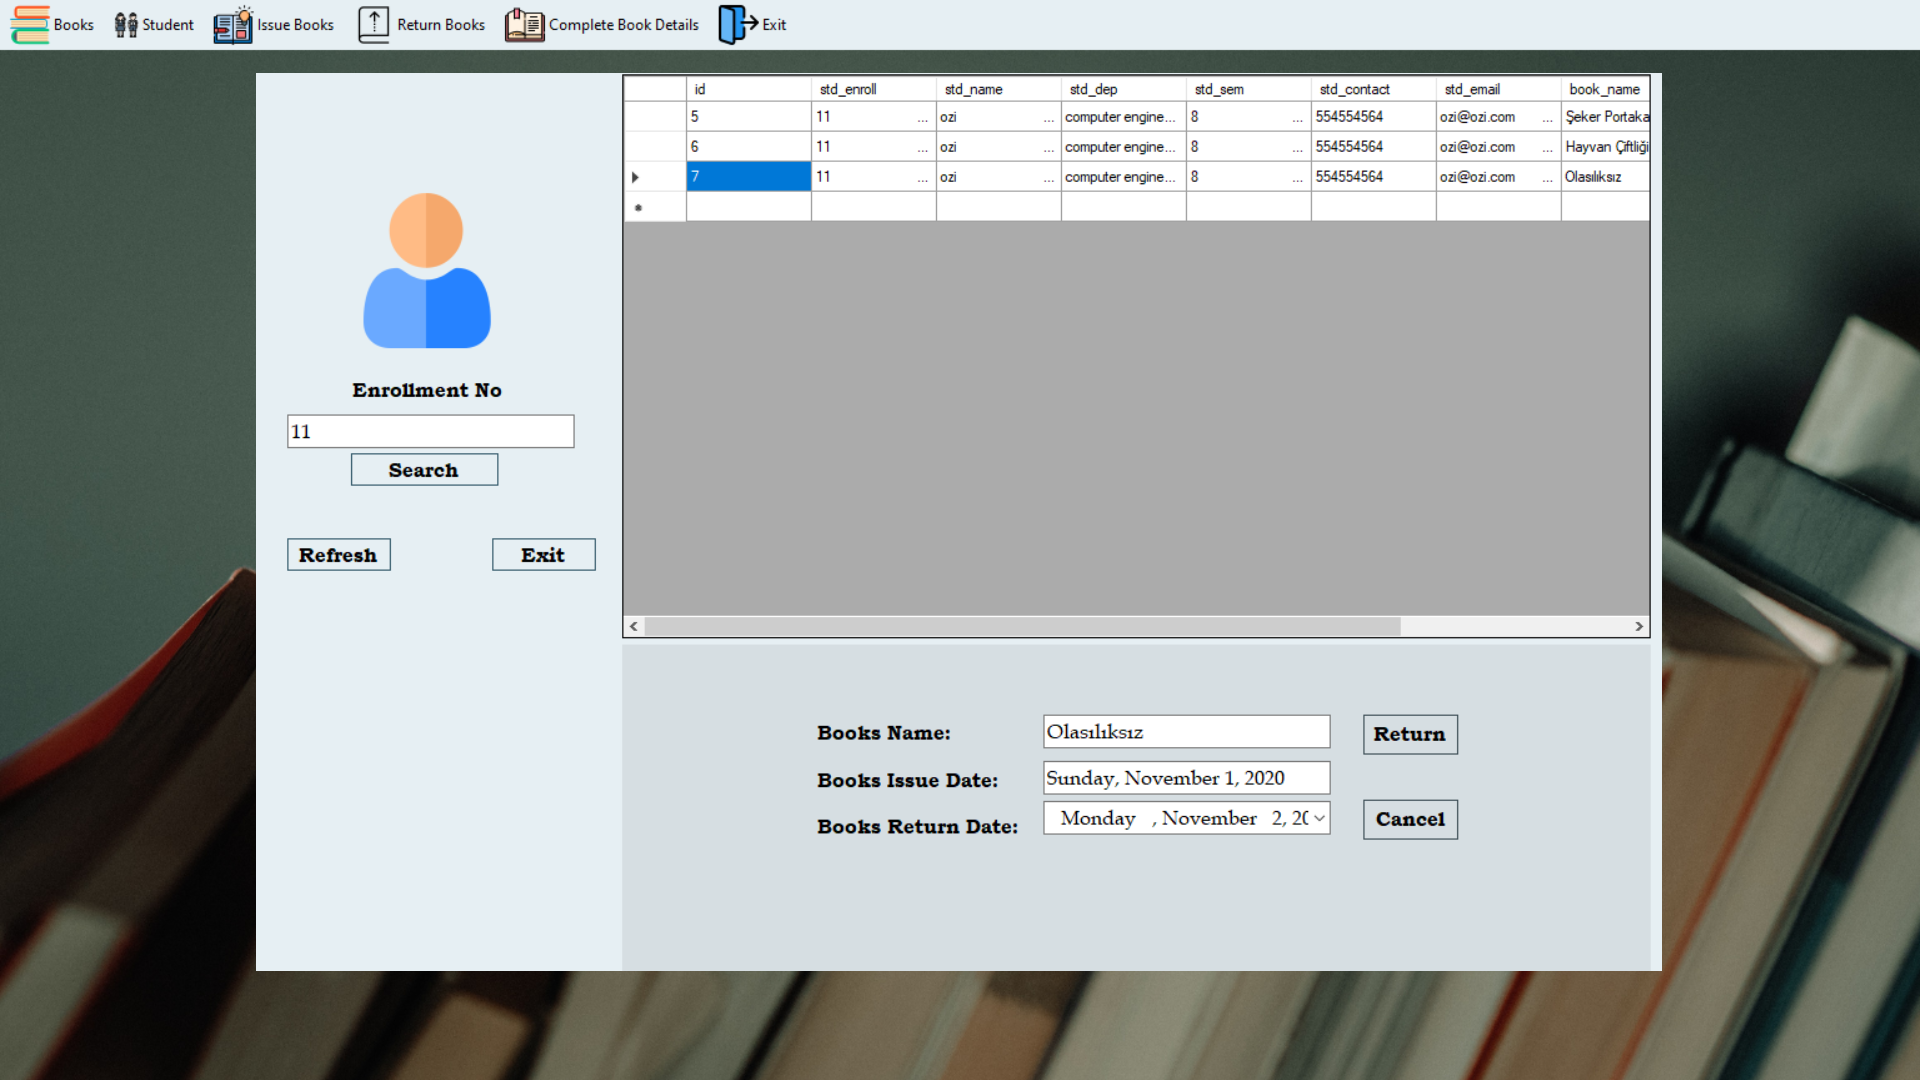 Books Student Issue Books Return Books Complete Book Details Exit
id std_enroll std_name std_dep std_sem std_contact std_email book_name
5 11 ... ozi ... computer engine... 8 ... 554554564 ozi@ozi.com ... Şeker Portaka
6 11 ... ozi ... computer engine... 8 ... 554554564 ozi@ozi.com ... Hayvan Çiftliği
7 11 ... ozi ... computer engine... 8 ... 554554564 ozi@ozi.com ... Olasılıksız
Enrollment No
11
Search
Refresh Exit
Books Name: Olasılıksız Return
Books Issue Date: Sunday, November 1, 2020
Books Return Date: Monday , November 2, 20 Cancel